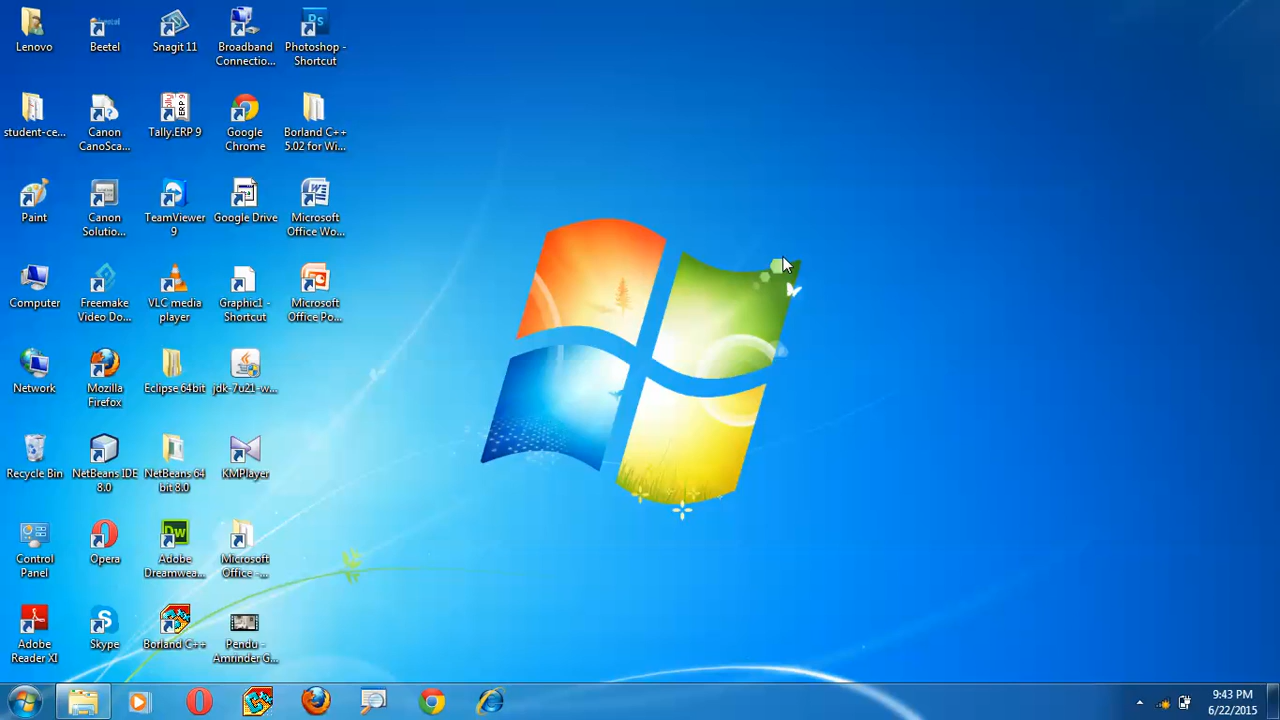 Lenovo
Beetel
Snagit 11
Broadband
Connectio...
Photoshop -
Shortcut
student-ce...
Canon
CanoSca...
Tally.ERP 9
Google
Chrome
Borland C++
5.02 for Wi...
Paint
Canon
Solutio...
TeamViewer
9
Google Drive
Microsoft
Office Wo...
Computer
Freemake
Video Do...
VLC media
player
Graphic1 -
Shortcut
Microsoft
Office Po...
Network
Mozilla
Firefox
Eclipse 64bit
jdk-7u21-w...
Recycle Bin
NetBeans IDE
8.0
NetBeans 64
bit 8.0
KMPlayer
Control
Panel
Opera
Adobe
Dreamwea...
Microsoft
Office - ...
Adobe
Reader XI
Skype
Borland C++
Pendu -
Amrinder G...
9:43 PM
6/22/2015